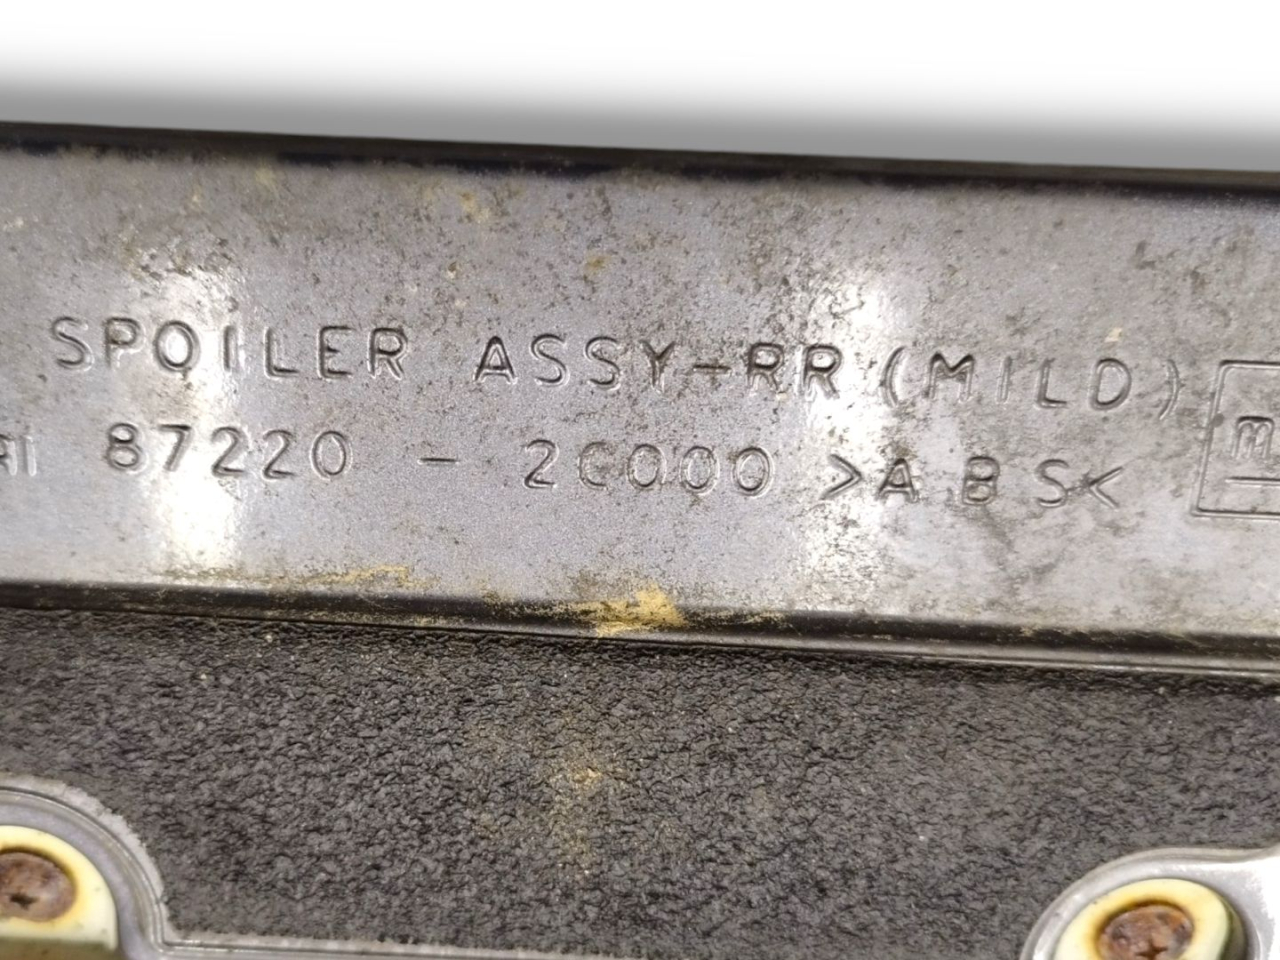 SPOILER ASSY-RR (MILD)
87220 - 2C000 >ABS<